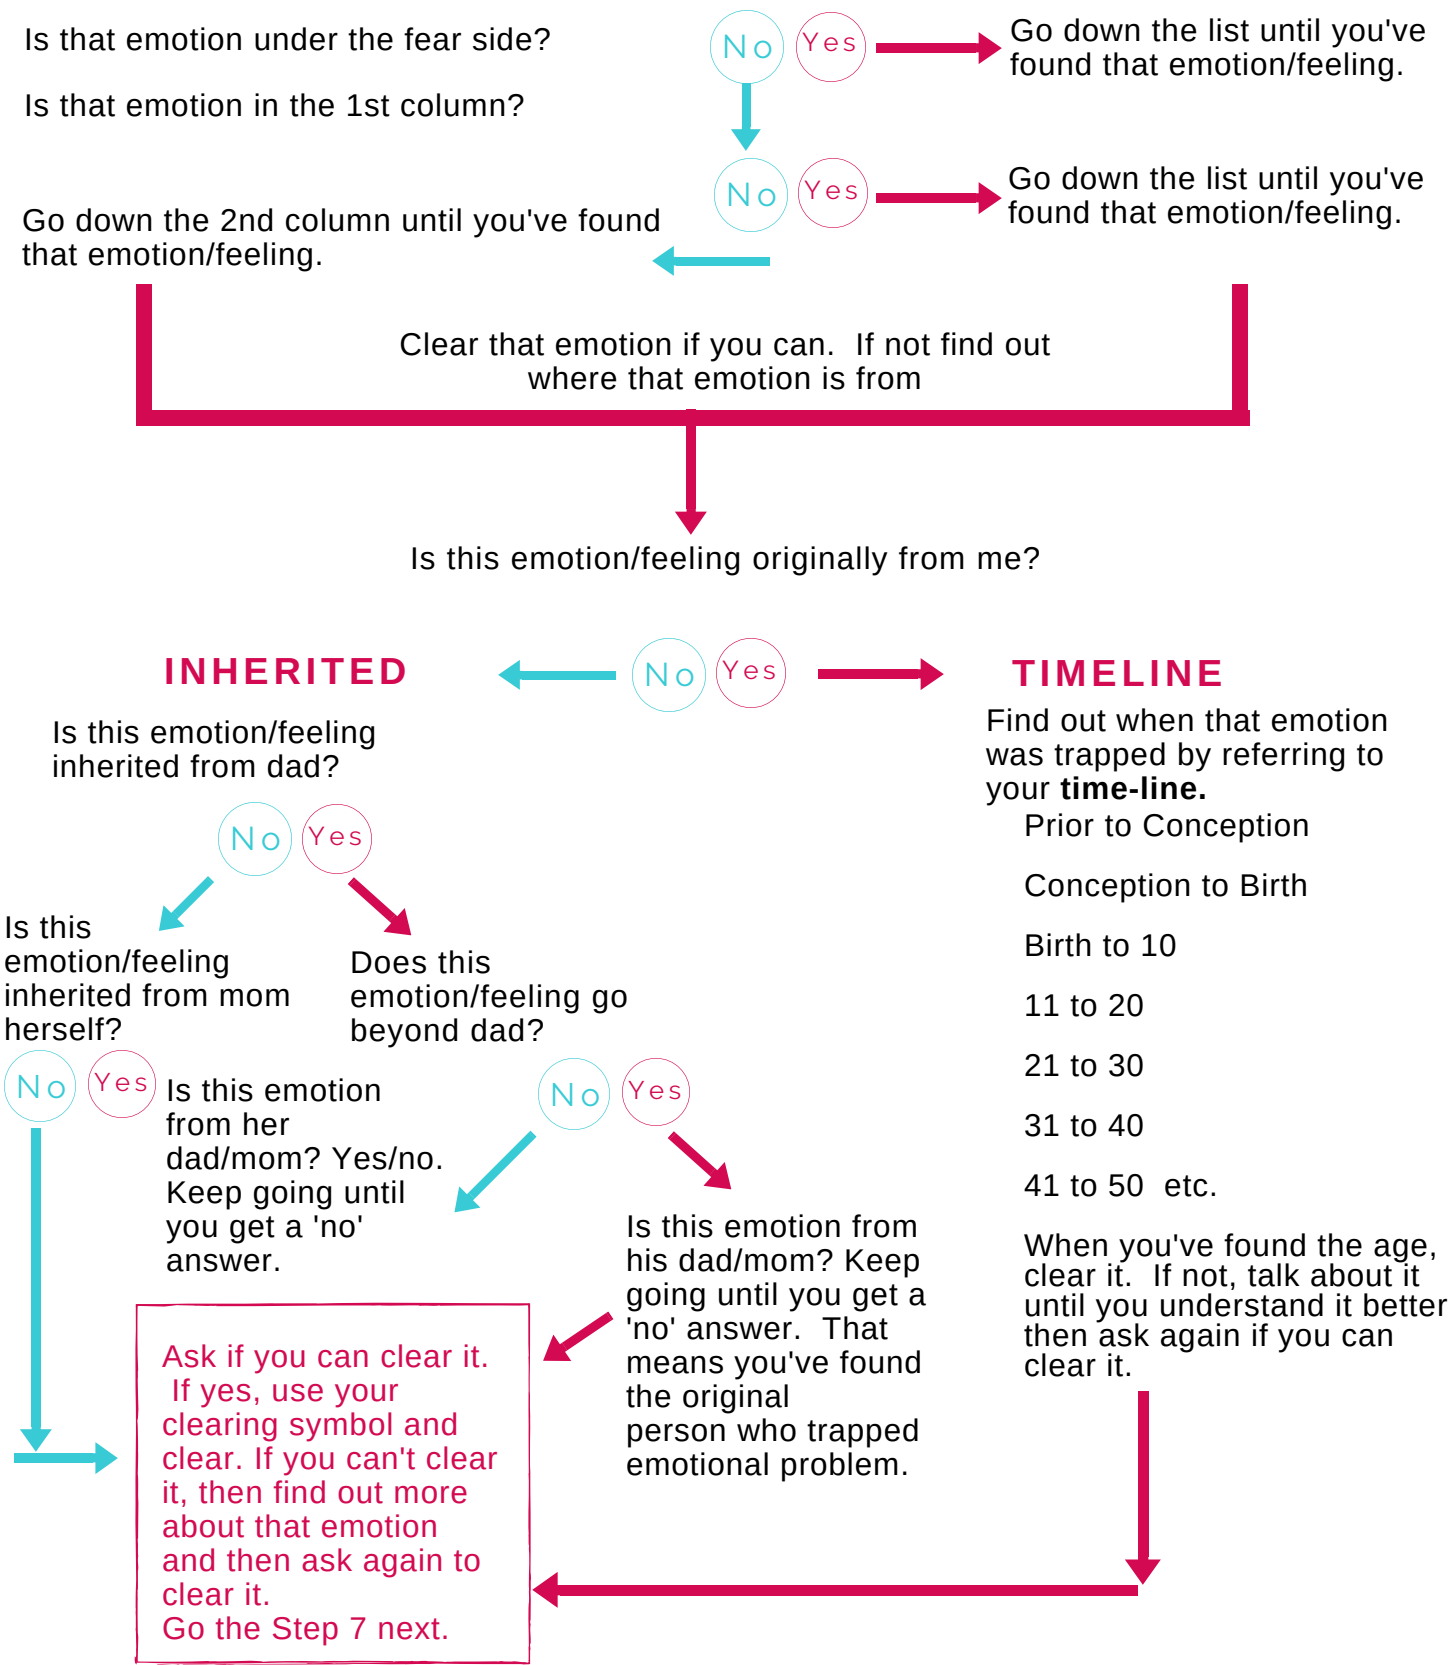 Is that emotion under the fear side?
No
Yes
Go down the list until you've
found that emotion/feeling.
Is that emotion in the 1st column?
No
Yes
Go down the list until you've
found that emotion/feeling.
Go down the 2nd column until you've found
that emotion/feeling.
Clear that emotion if you can.  If not find out
where that emotion is from
Is this emotion/feeling originally from me?
No
Yes
INHERITED
Is this emotion/feeling
inherited from dad?
No
Yes
Is this
emotion/feeling
inherited from mom
herself?
No
Yes
Is this emotion
from her
dad/mom? Yes/no.
Keep going until
you get a 'no'
answer.
Does this
emotion/feeling go
beyond dad?
No
Yes
Is this emotion from
his dad/mom? Keep
going until you get a
'no' answer.  That
means you've found
the original
person who trapped
emotional problem.
TIMELINE
Find out when that emotion
was trapped by referring to
your time-line.
Prior to Conception
Conception to Birth
Birth to 10
11 to 20
21 to 30
31 to 40
41 to 50  etc.
When you've found the age,
clear it.  If not, talk about it
until you understand it better
then ask again if you can
clear it.
Ask if you can clear it.
If yes, use your
clearing symbol and
clear. If you can't clear
it, then find out more
about that emotion
and then ask again to
clear it.
Go the Step 7 next.